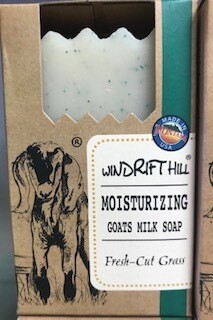 MADE IN
USA
®
WINDRIFT HILL®
MOISTURIZING
GOATS MILK SOAP
Fresh-Cut Grass